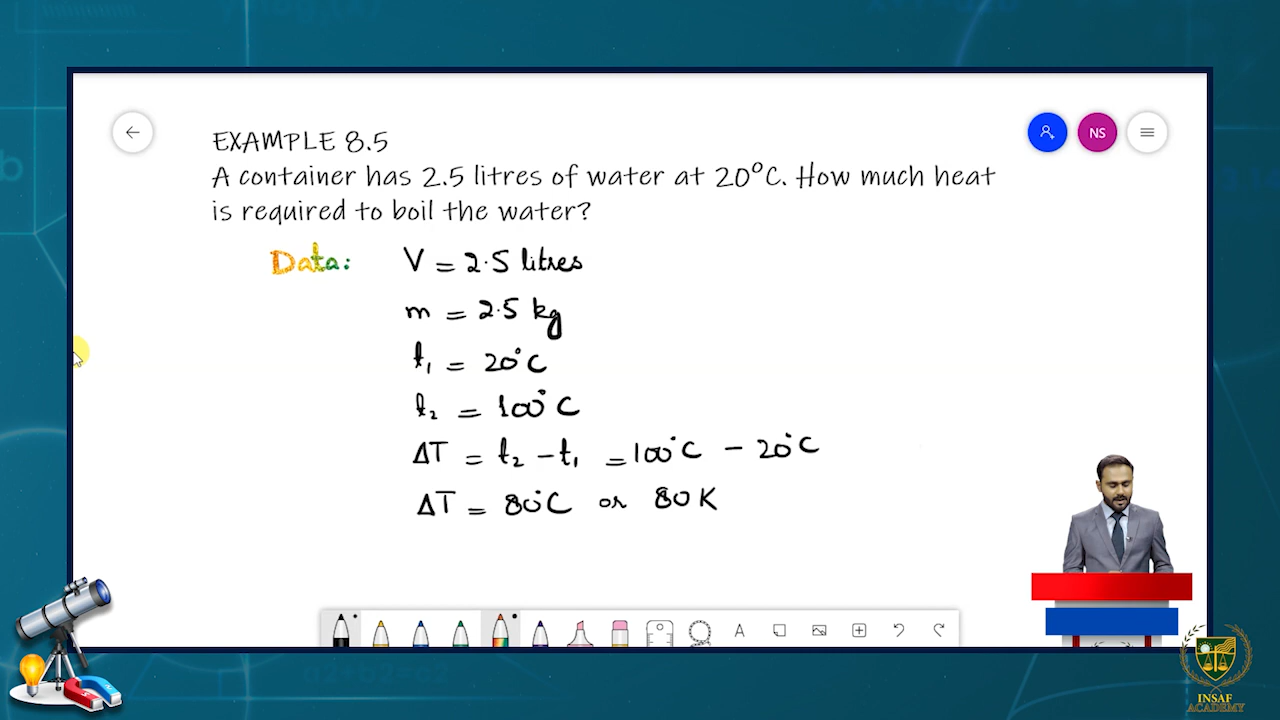 EXAMPLE 8.5
A container has 2.5 litres of water at 20°C. How much heat
is required to boil the water?
Data:
V = 2.5 litres
m = 2.5 kg
t₁ = 20°C
t₂ = 100°C
ΔT = t₂ - t₁ = 100°C - 20°C
ΔT = 80°C or 80K
NS
A
INSAF
ACADEMY